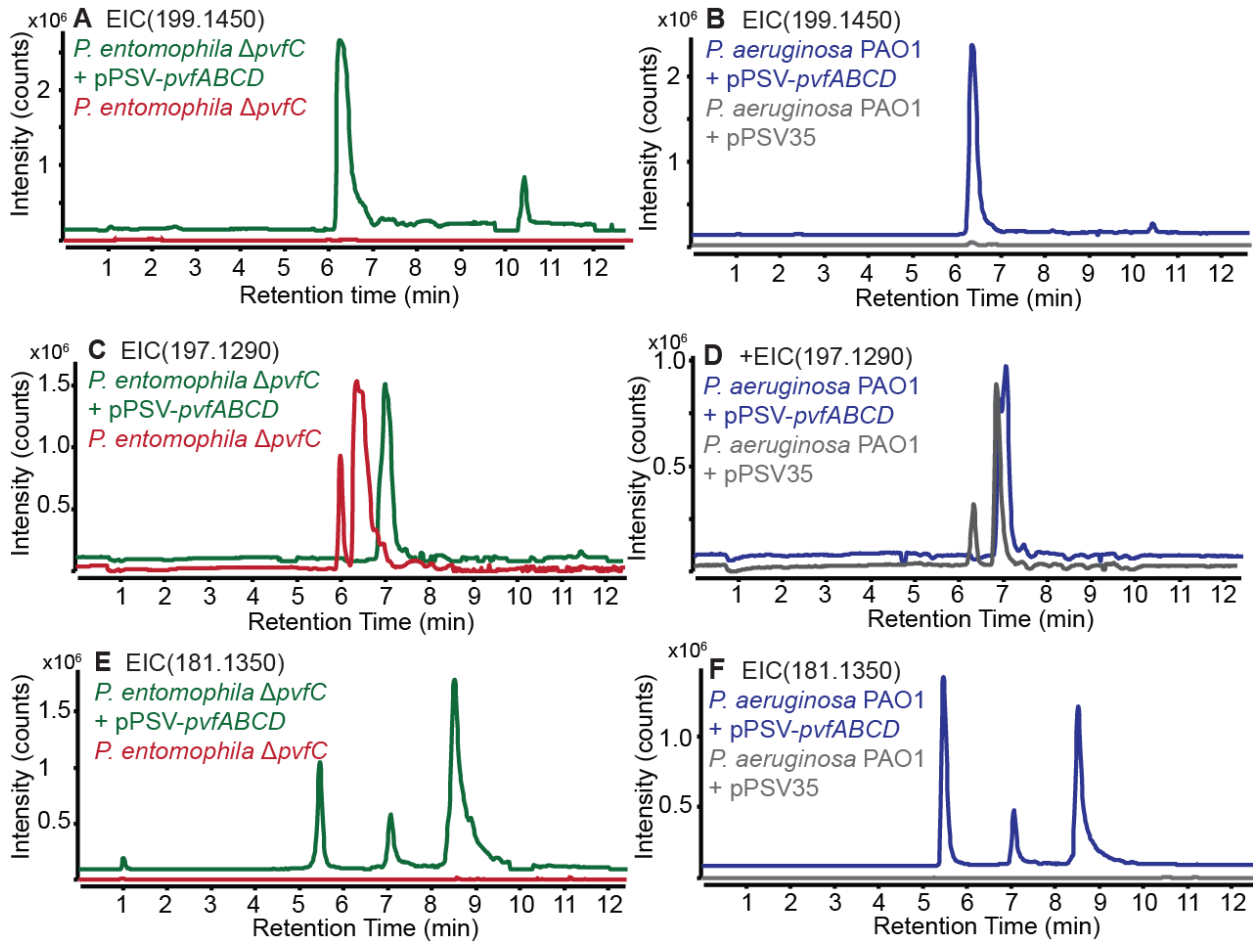 A EIC(199.1450)
x10⁶
P. entomophila ΔpvfC
+ pPSV-pvfABCD
P. entomophila ΔpvfC
2
1
Intensity (counts)
1 2 3 4 5 6 7 8 9 10 11 12
Retention time (min)
B EIC(199.1450)
x10⁶
P. aeruginosa PAO1
+ pPSV-pvfABCD
P. aeruginosa PAO1
+ pPSV35
2
1
Intensity (counts)
1 2 3 4 5 6 7 8 9 10 11 12
Retention Time (min)
C EIC(197.1290)
x10⁶
P. entomophila ΔpvfC
+ pPSV-pvfABCD
P. entomophila ΔpvfC
1.5
1.0
0.5
Intensity (counts)
1 2 3 4 5 6 7 8 9 10 11 12
Retention Time (min)
D +EIC(197.1290)
x10⁶
P. aeruginosa PAO1
+ pPSV-pvfABCD
P. aeruginosa PAO1
+ pPSV35
1.0
0.5
Intensity (counts)
1 2 3 4 5 6 7 8 9 10 11 12
Retention Time (min)
E EIC(181.1350)
x10⁶
P. entomophila ΔpvfC
+ pPSV-pvfABCD
P. entomophila ΔpvfC
1.5
1
0.5
Intensity (counts)
1 2 3 4 5 6 7 8 9 10 11 12
Retention Time (min)
F EIC(181.1350)
x10⁶
P. aeruginosa PAO1
+ pPSV-pvfABCD
P. aeruginosa PAO1
+ pPSV35
1.0
0.5
Intensity (counts)
1 2 3 4 5 6 7 8 9 10 11 12
Retention Time (min)